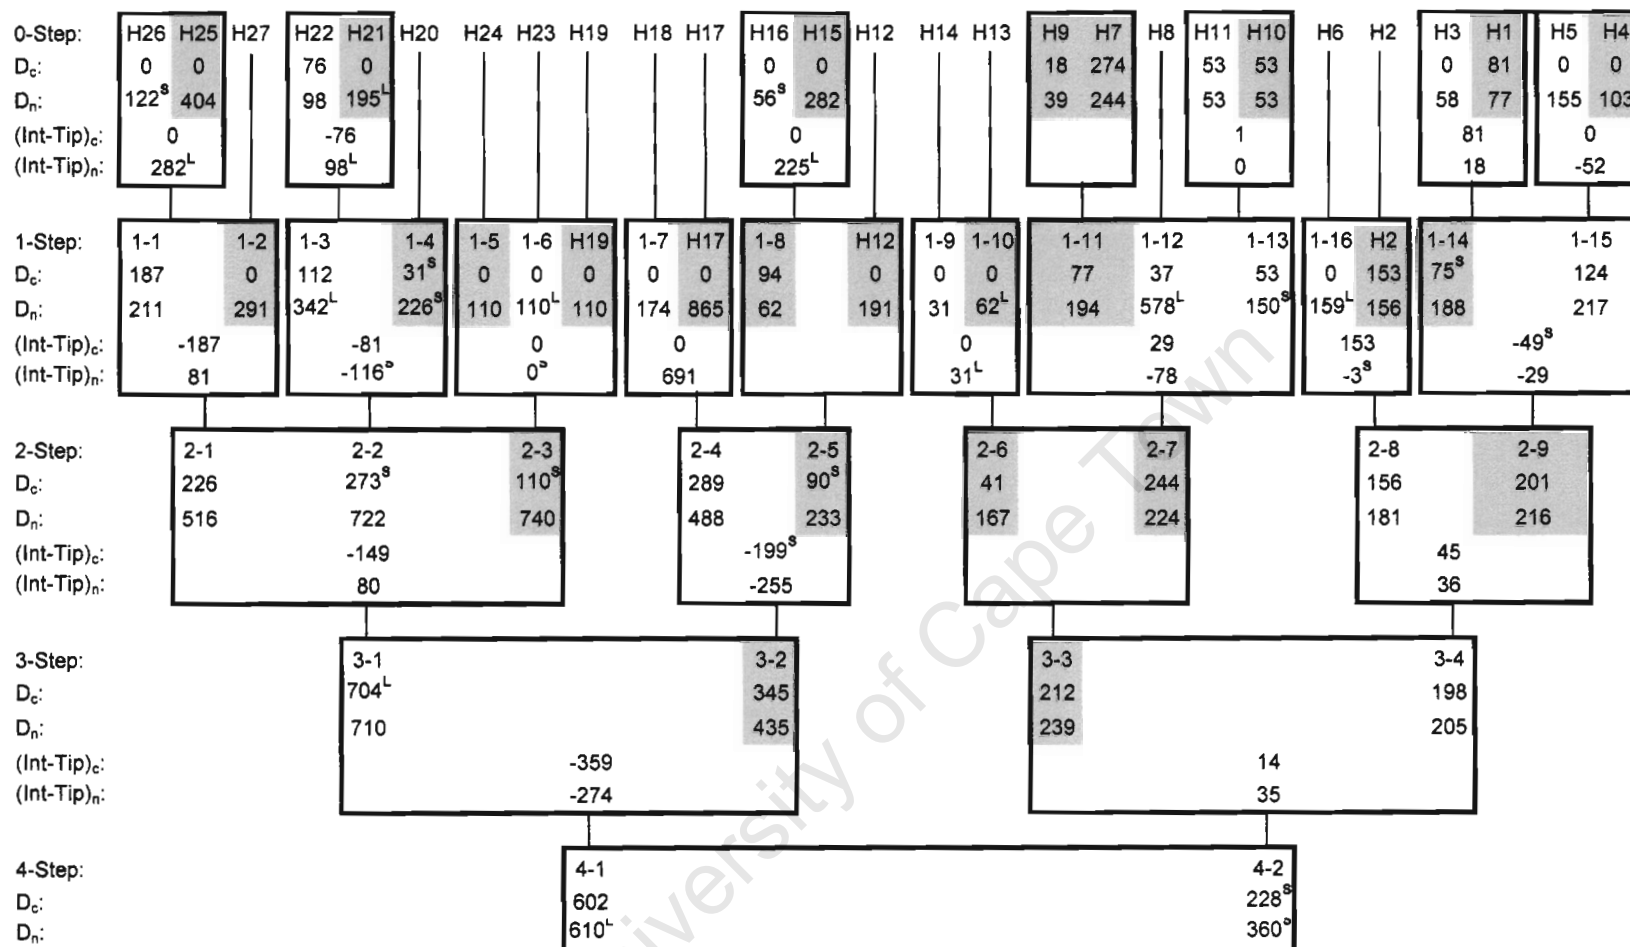 0-Step: H26 H25 H27 H22 H21 H20 H24 H23 H19 H18 H17 H16 H15 H12 H14 H13 H9 H7 H8 H11 H10 H6 H2 H3 H1 H5 H4
Dc: 0 0 76 0 0 0 18 274 53 53 0 81 0 0
Dn: 122S 404 98 195L 56S 282 39 244 53 53 58 77 155 103
(Int-Tip)c: 0 -76 0 1 81 0
(Int-Tip)n: 282L 98L 225L 0 18 -52
1-Step: 1-1 1-2 1-3 1-4 1-5 1-6 H19 1-7 H17 1-8 H12 1-9 1-10 1-11 1-12 1-13 1-16 H2 1-14 1-15
Dc: 187 0 112 31S 0 0 0 0 0 94 0 0 0 77 37 53 0 153 75S 124
Dn: 211 291 342L 226S 110 110L 110 174 865 62 191 31 62L 194 578L 150S 159L 156 188 217
(Int-Tip)c: -187 -81 0 0 0 29 153 -49S
(Int-Tip)n: 81 -116S 0S 691 31L -78 -3S -29
2-Step: 2-1 2-2 2-3 2-4 2-5 2-6 2-7 2-8 2-9
Dc: 226 273S 110S 289 90S 41 244 156 201
Dn: 516 722 740 488 233 167 224 181 216
(Int-Tip)c: -149 -199S 45
(Int-Tip)n: 80 -255 36
3-Step: 3-1 3-2 3-3 3-4
Dc: 704L 345 212 198
Dn: 710 435 239 205
(Int-Tip)c: -359 14
(Int-Tip)n: -274 35
4-Step: 4-1 4-2
Dc: 602 228S
Dn: 610L 360S
iversity of Cape Town